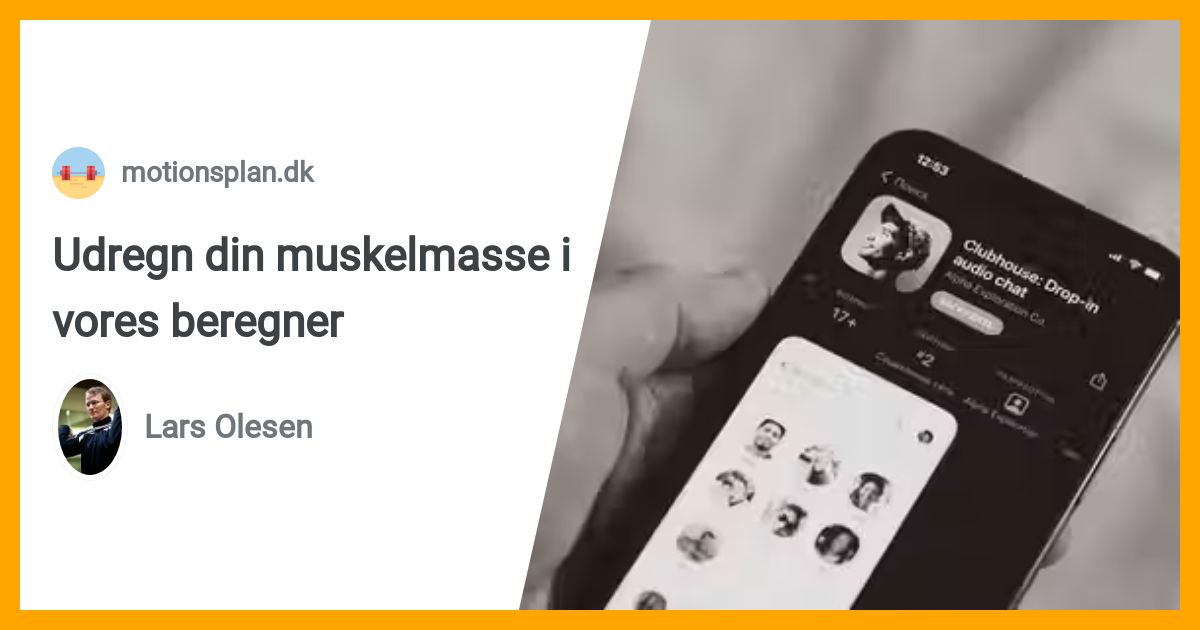 motionsplan.dk
Udregn din muskelmasse i
vores beregner
Lars Olesen
12:53
Поиск
Clubhouse: Drop-in
audio chat
Alpha Exploration Co.
17+
#2